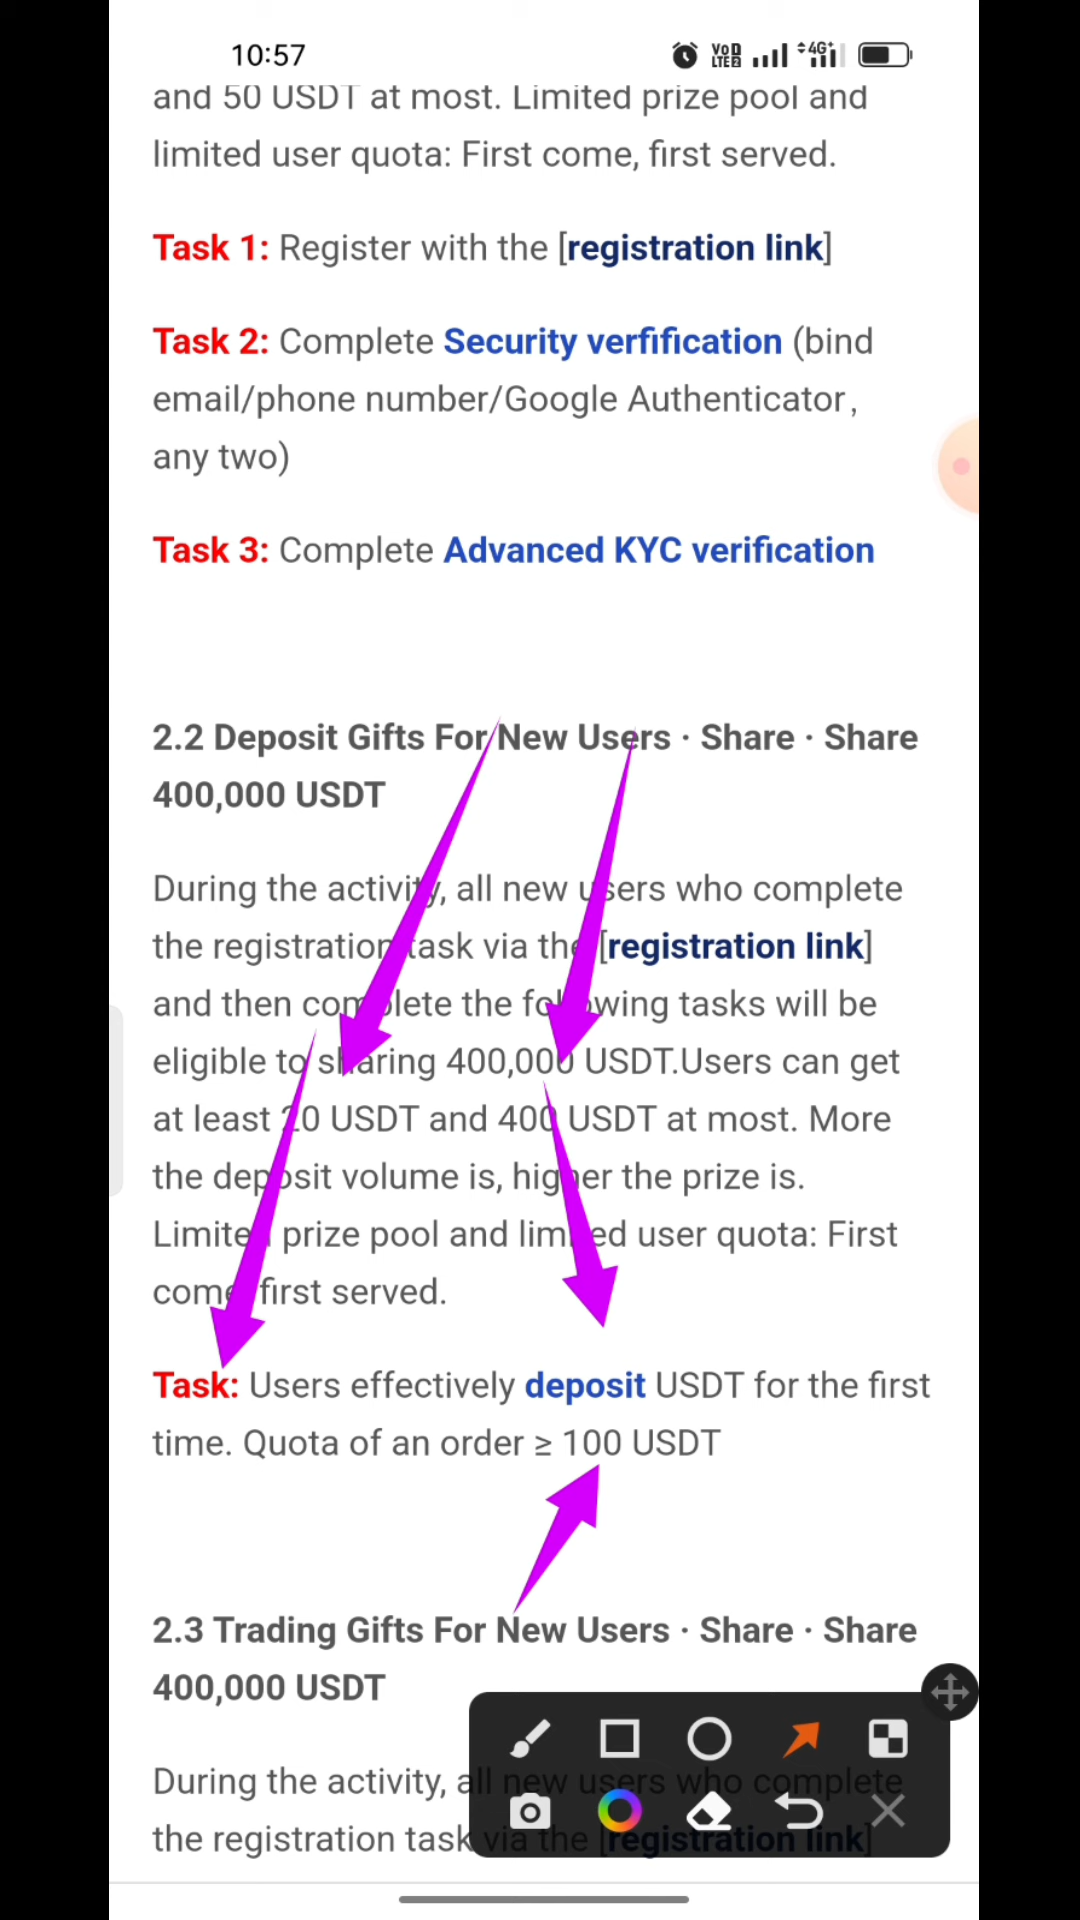 10:57
VoD
LTE 2
4G+
and 50 USDT at most. Limited prize pool and
limited user quota: First come, first served.
Task 1: Register with the [registration link]
Task 2: Complete Security verfification (bind
email/phone number/Google Authenticator,
any two)
Task 3: Complete Advanced KYC verification
2.2 Deposit Gifts For New Users · Share · Share
400,000 USDT
During the activity, all new users who complete
the registration task via the [registration link]
and then complete the following tasks will be
eligible to sharing 400,000 USDT.Users can get
at least 20 USDT and 400 USDT at most. More
the deposit volume is, higher the prize is.
Limited prize pool and limited user quota: First
come, first served.
Task: Users effectively deposit USDT for the first
time. Quota of an order ≥ 100 USDT
2.3 Trading Gifts For New Users · Share · Share
400,000 USDT
During the activity, all new users who complete
the registration task via the [registration link]